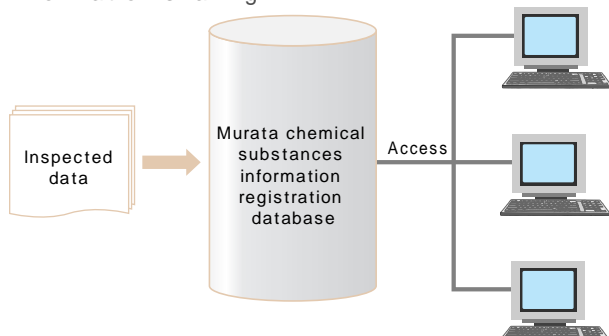 Inspected
data
Murata chemical
substances
information
registration
database
Access